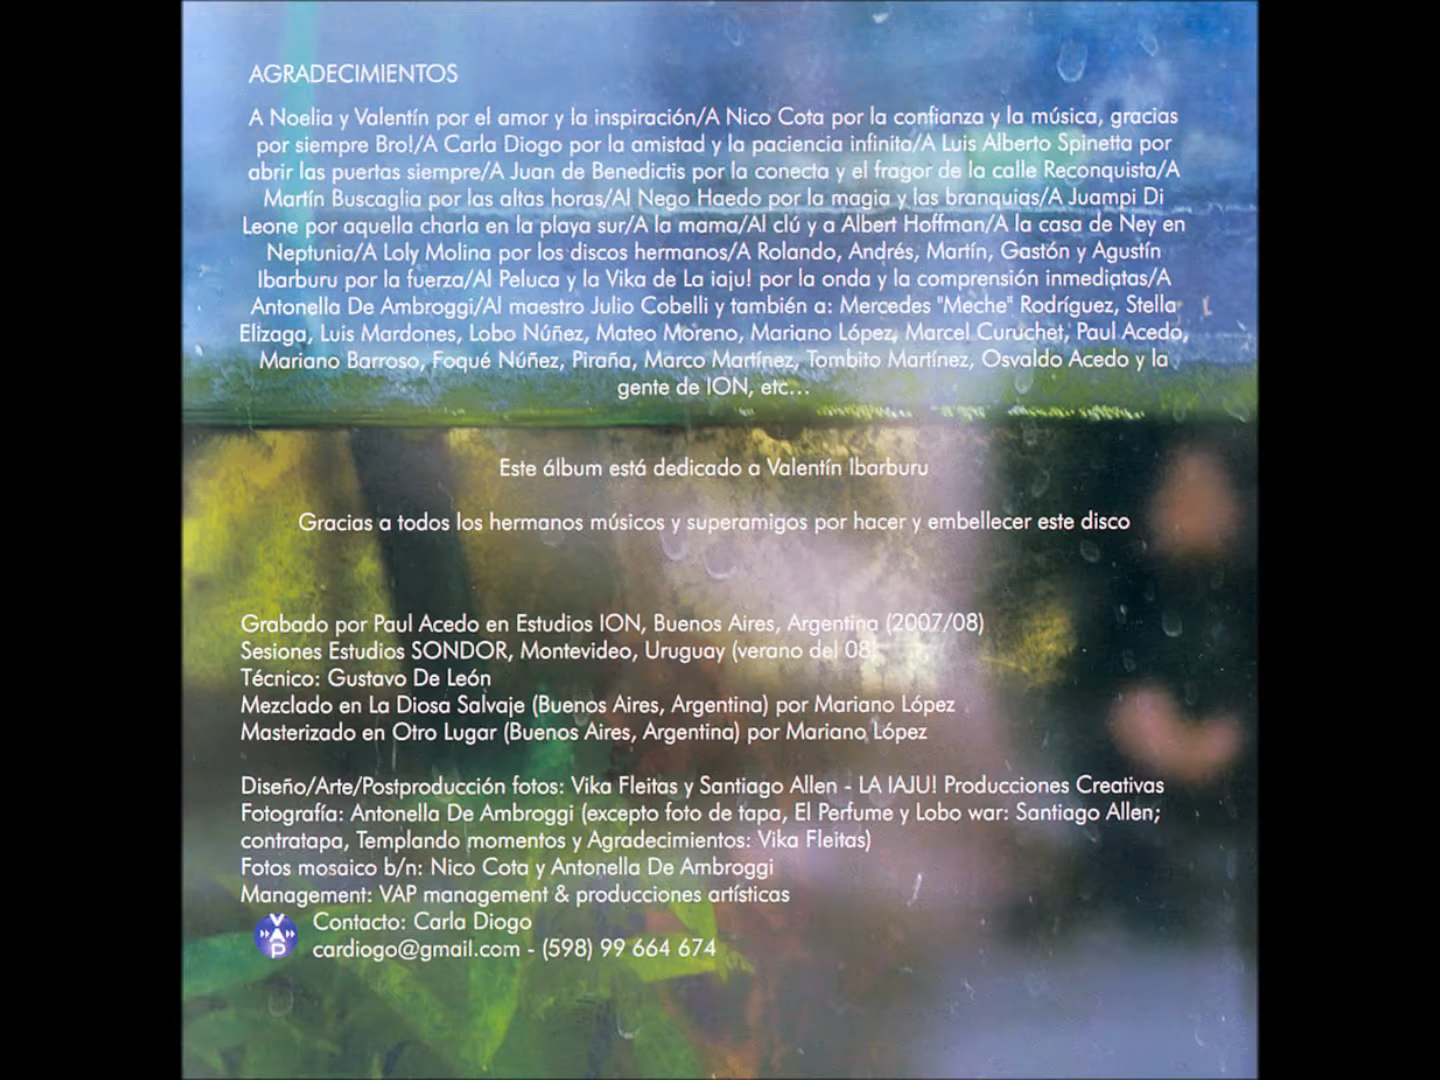 AGRADECIMIENTOS
A Noelia y Valentín por el amor y la inspiración/A Nico Cota por la confianza y la música, gracias
por siempre Bro!/A Carla Diogo por la amistad y la paciencia infinita/A Luis Alberto Spinetta por
abrir las puertas siempre/A Juan de Benedictis por la conecta y el fragor de la calle Reconquista/A
Martín Buscaglia por las altas horas/Al Nego Haedo por la magia y las branquias/A Juampi Di
Leone por aquella charla en la playa sur/A la mama/Al clú y a Albert Hoffman/A la casa de Ney en
Neptunia/A Loly Molina por los discos hermanos/A Rolando, Andrés, Martín, Gastón y Agustín
Ibarburu por la fuerza/Al Peluca y la Vika de La iaju! por la onda y la comprensión inmediatas/A
Antonella De Ambroggi/Al maestro Julio Cobelli y también a: Mercedes "Meche" Rodríguez, Stella
Elizaga, Luis Mardones, Lobo Núñez, Mateo Moreno, Mariano López, Marcel Curuchet, Paul Acedo,
Mariano Barroso, Foqué Núñez, Piraña, Marco Martínez, Tombito Martínez, Osvaldo Acedo y la
gente de ION, etc...
Este álbum está dedicado a Valentín Ibarburu
Gracias a todos los hermanos músicos y superamigos por hacer y embellecer este disco
Grabado por Paul Acedo en Estudios ION, Buenos Aires, Argentina (2007/08)
Sesiones Estudios SONDOR, Montevideo, Uruguay (verano del 08)
Técnico: Gustavo De León
Mezclado en La Diosa Salvaje (Buenos Aires, Argentina) por Mariano López
Masterizado en Otro Lugar (Buenos Aires, Argentina) por Mariano López
Diseño/Arte/Postproducción fotos: Vika Fleitas y Santiago Allen - LA IAJU! Producciones Creativas
Fotografía: Antonella De Ambroggi (excepto foto de tapa, El Perfume y Lobo war: Santiago Allen;
contratapa, Templando momentos y Agradecimientos: Vika Fleitas)
Fotos mosaico b/n: Nico Cota y Antonella De Ambroggi
Management: VAP management & producciones artísticas
VAP
Contacto: Carla Diogo
cardiogo@gmail.com - (598) 99 664 674